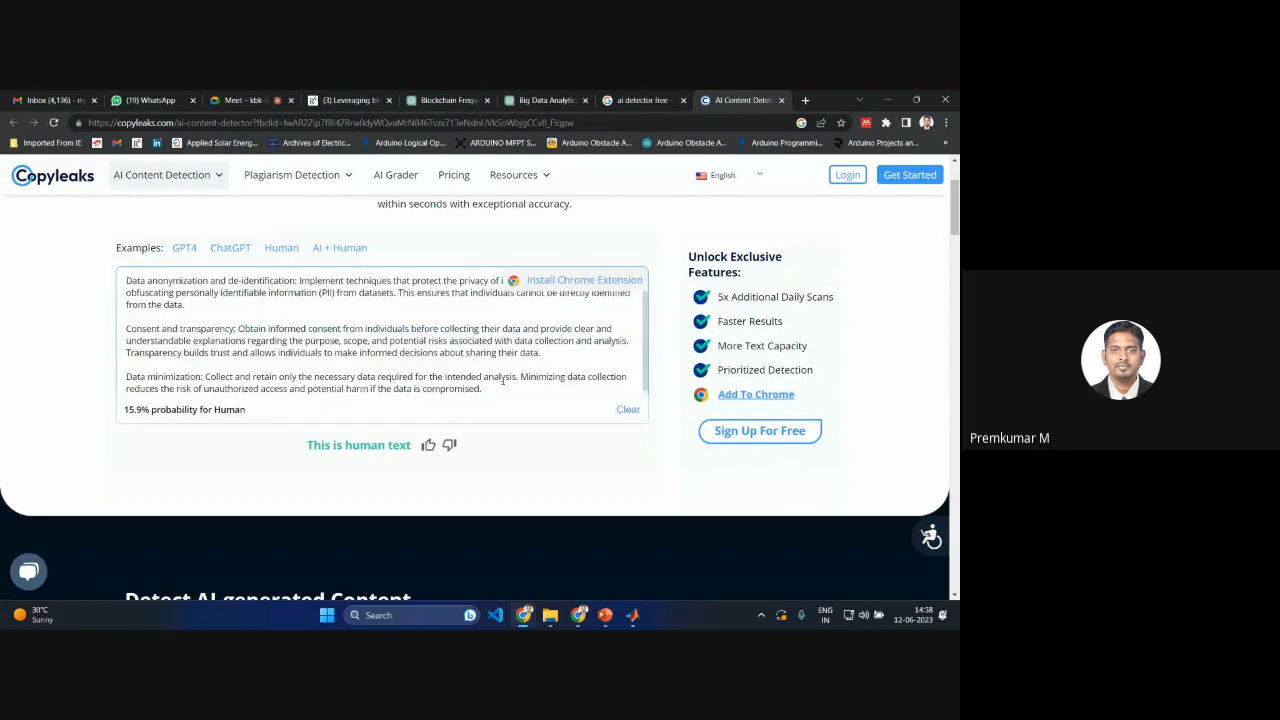 Inbox (4,136) - m
(19) WhatsApp
Meet – kbk-
(3) Leveraging bl
Blockchain Frequ
Big Data Analytic
ai detector free -
AI Content Detec
https://copyleaks.com/ai-content-detector?fbclid=
Imported From IE
Applied Solar Energ...
Archives of Electric...
Arduino Logical Op...
ARDUINO MPPT S...
Arduino Obstacle A...
Arduino Obstacle A...
Arduino Programmi...
Arduino Projects an...
Copyleaks
AI Content Detection
Plagiarism Detection
AI Grader
Pricing
Resources
English
Login
Get Started
within seconds with exceptional accuracy.
Examples: GPT4 ChatGPT Human AI + Human
Data anonymization and de-identification: Implement techniques that protect the privacy of i
Install Chrome Extension
obfuscating personally identifiable information (PII) from datasets. This ensures that individuals cannot be directly identified
from the data.
Consent and transparency: Obtain informed consent from individuals before collecting their data and provide clear and
understandable explanations regarding the purpose, scope, and potential risks associated with data collection and analysis.
Transparency builds trust and allows individuals to make informed decisions about sharing their data.
Data minimization: Collect and retain only the necessary data required for the intended analysis. Minimizing data collection
reduces the risk of unauthorized access and potential harm if the data is compromised.
15.9% probability for Human
Clear
This is human text
Unlock Exclusive
Features:
5x Additional Daily Scans
Faster Results
More Text Capacity
Prioritized Detection
Add To Chrome
Sign Up For Free
Detect AI generated Content
Premkumar M
30°C
Sunny
Search
ENG
IN
14:58
12-06-2023